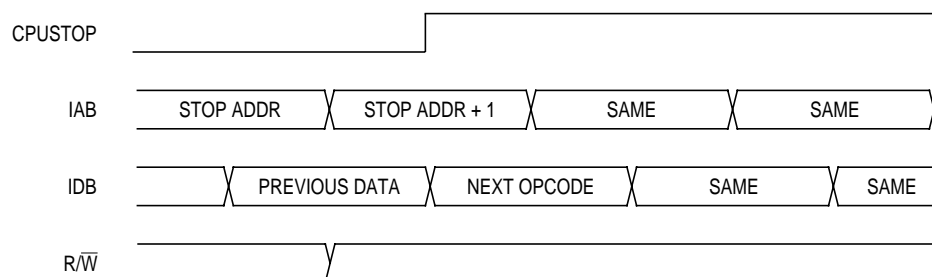 CPUSTOP
IAB STOP ADDR STOP ADDR + 1 SAME SAME
IDB PREVIOUS DATA NEXT OPCODE SAME SAME
R/W̅